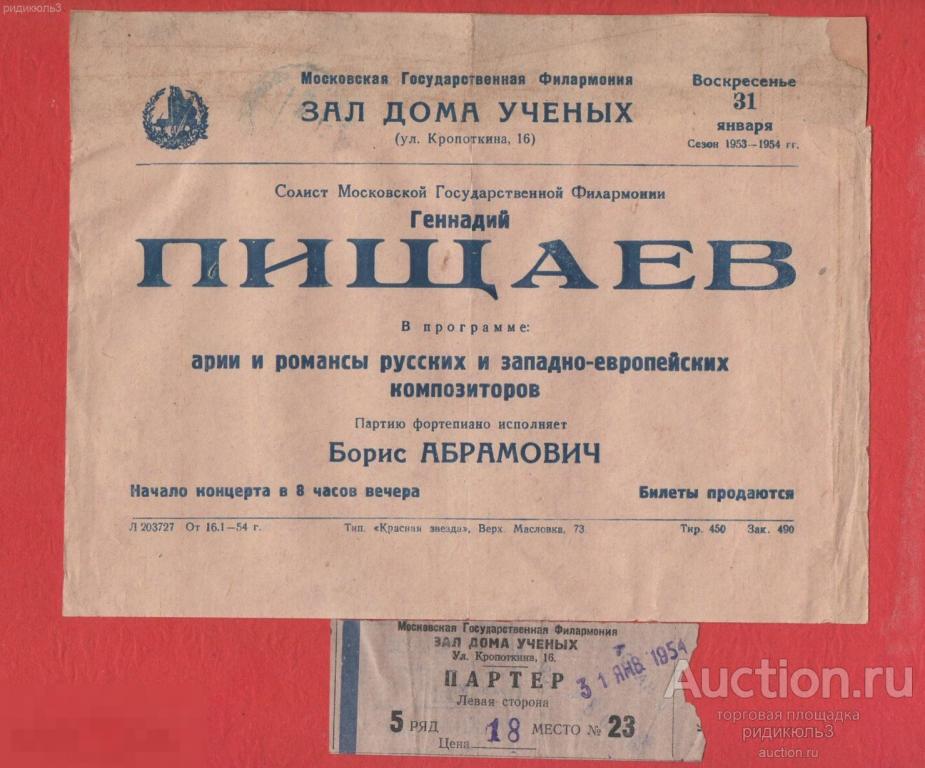 ридикюль3
Московская Государственная Филармония
ЗАЛ ДОМА УЧЕНЫХ
(ул. Кропоткина, 16)
Воскресенье
31
января
Сезон 1953—1954 гг.
Солист Московской Государственной Филармонии
Геннадий
ПИЩАЕВ
В программе:
арии и романсы русских и западно-европейских
композиторов
Партию фортепиано исполняет
Борис АБРАМОВИЧ
Начало концерта в 8 часов вечера
Билеты продаются
Л 203727 От 16.1—54 г.
Тип. «Красная звезда», Верх. Масловка, 73
Тир. 450 Зак. 490
Московская Государственная Филармония
ЗАЛ ДОМА УЧЕНЫХ
Ул. Кропоткина, 16.
ПАРТЕР
31 ЯНВ 1954
Левая сторона
5 РЯД 18 МЕСТО № 23
Цена
Auction.ru
торговая площадка
ридикюль3
auction.ru